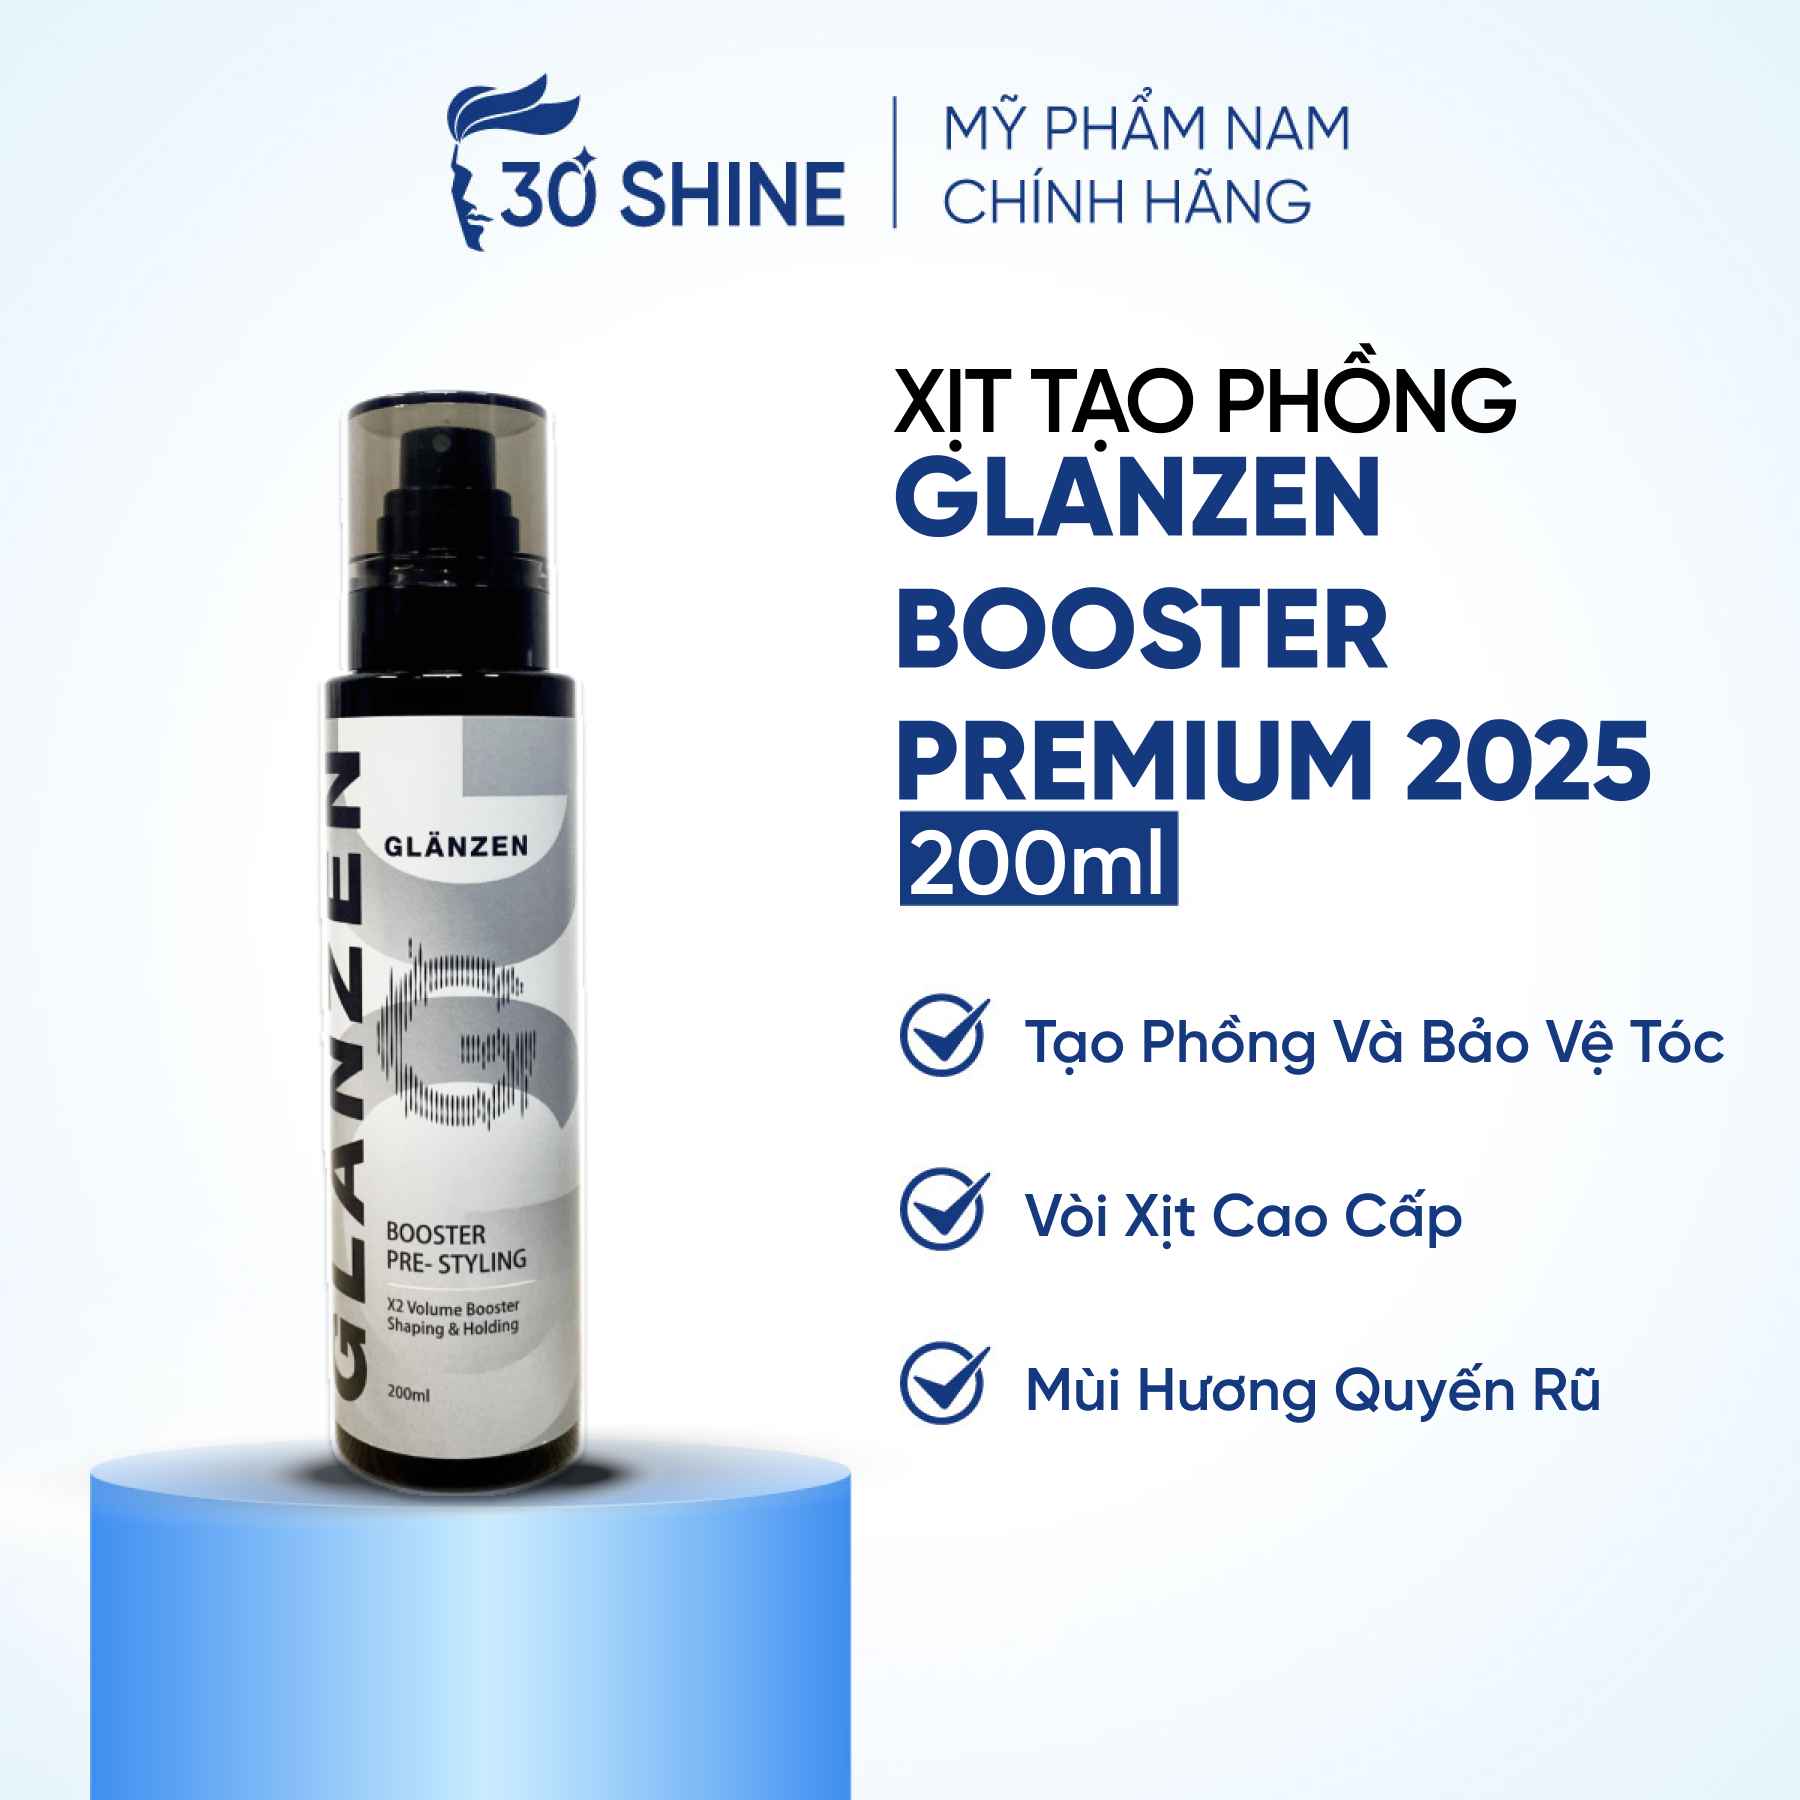 30 SHINE
MỸ PHẨM NAM
CHÍNH HÃNG
XỊT TẠO PHỒNG
GLANZEN
BOOSTER
PREMIUM 2025
200ml
Tạo Phồng Và Bảo Vệ Tóc
Vòi Xịt Cao Cấp
Mùi Hương Quyến Rũ
GLANZEN
GLÄNZEN
BOOSTER
PRE- STYLING
X2 Volume Booster
Shaping & Holding
200ml